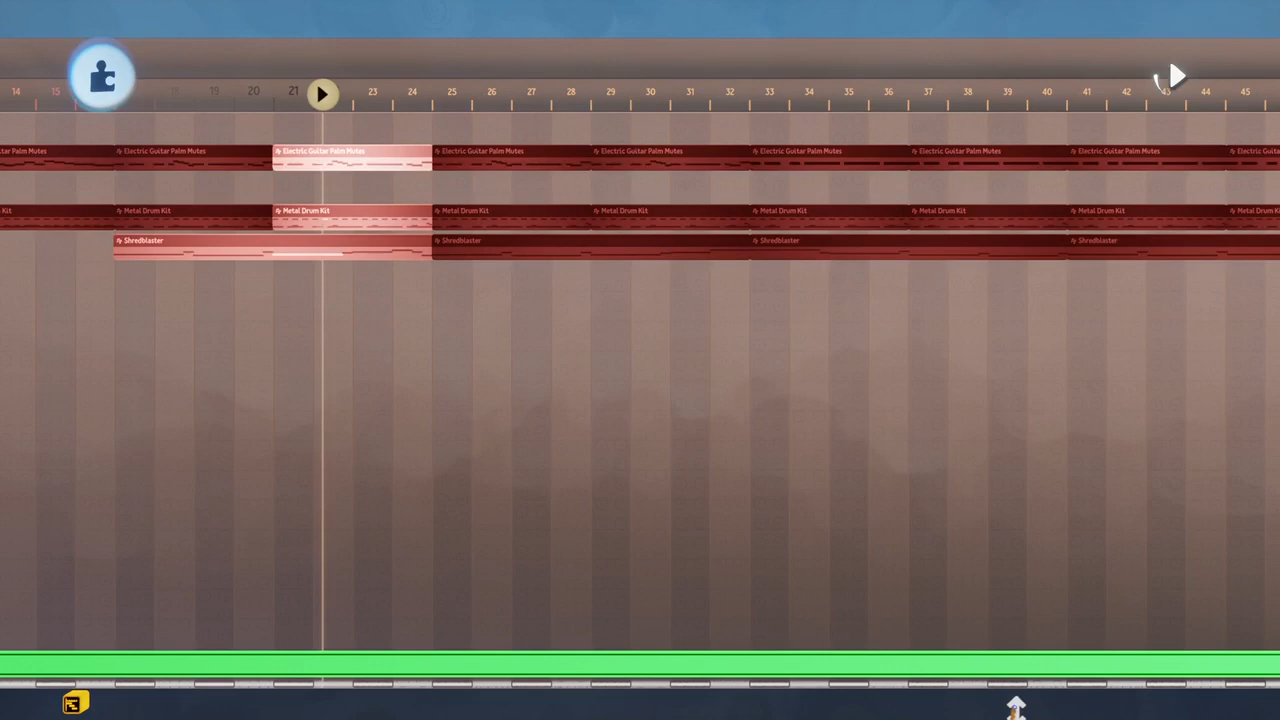 14 15 18 19 20 21 23 24 25 26 27 28 29 30 31 32 33 34 35 36 37 38 39 40 41 42 43 44 45
tar Palm Mutes Electric Guitar Palm Mutes Electric Guitar Palm Mutes Electric Guitar Palm Mutes Electric Guitar Palm Mutes Electric Guitar Palm Mutes Electric Guitar Palm Mutes Electric Guitar Palm Mutes Electric Guita
Kit Metal Drum Kit Metal Drum Kit Metal Drum Kit Metal Drum Kit Metal Drum Kit Metal Drum Kit Metal Drum Kit Metal Drum K
Shredblaster Shredblaster Shredblaster Shredblaster